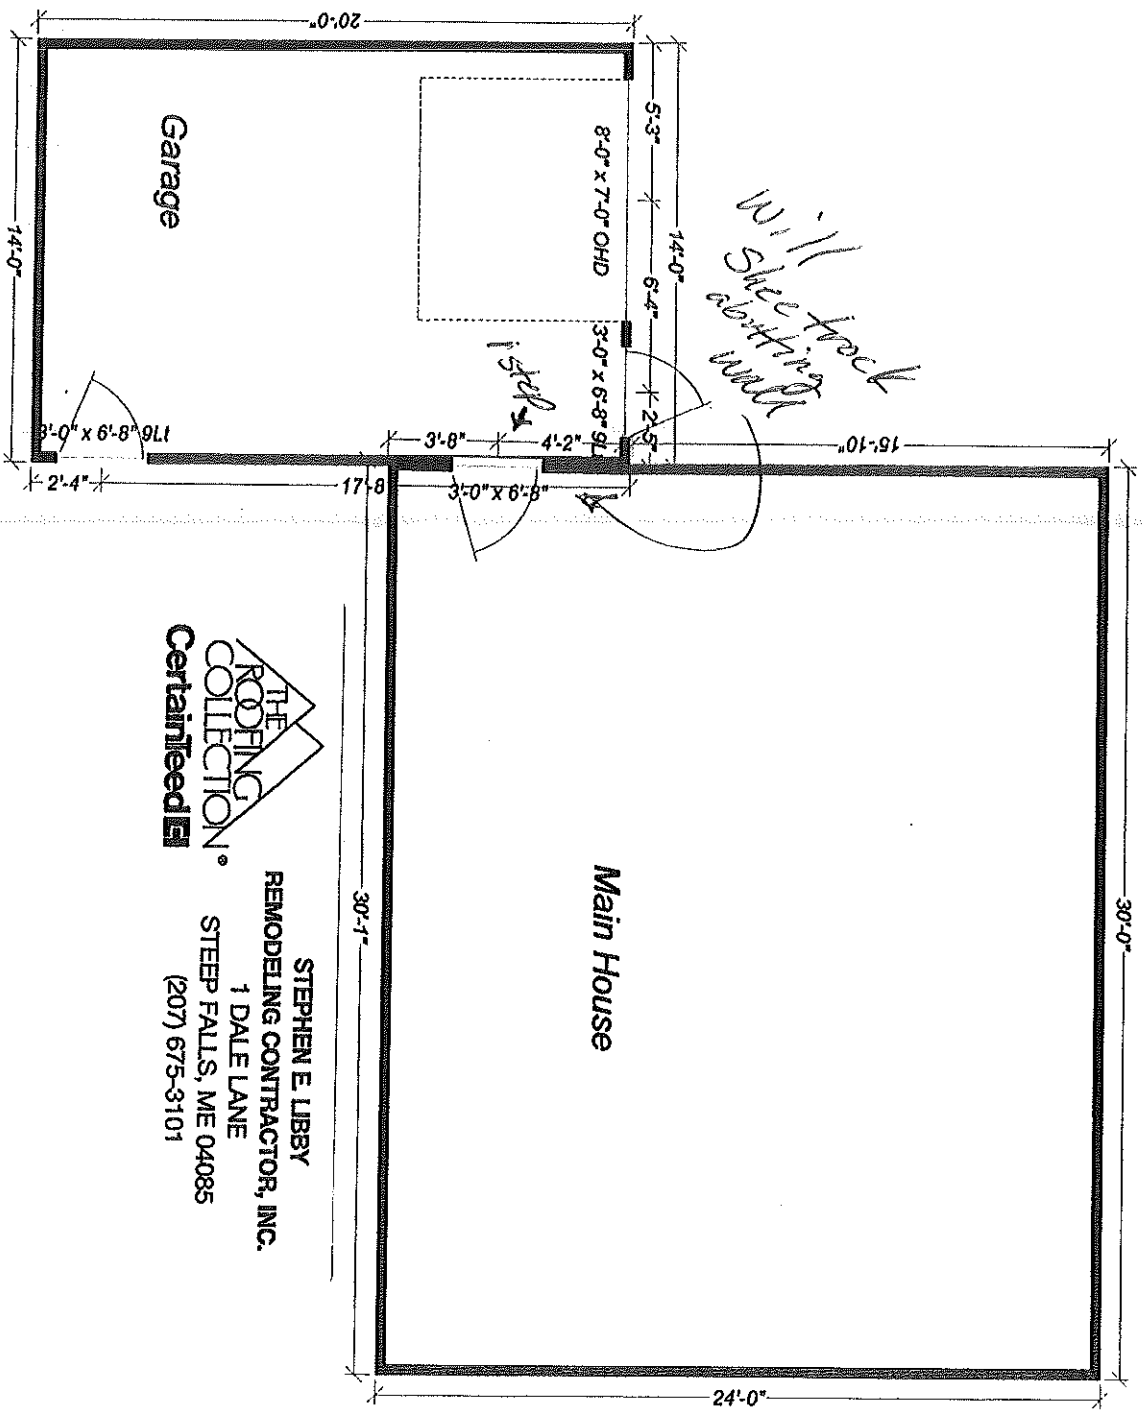 20'-0"
14'-0"
5'-3"
6'-4"
2'-5"
14'-0"
8'-0" x 7'-0" OHD
3'-0" x 6'-8" 9Lt
Garage
Will
Sheetrock
abutting
wall
1 step
3'-8"
4'-2"
15'-10"
3'-0" x 6'-8" 9Lt
2'-4"
17'-8
3'-0" x 6'-8"
30'-0"
30'-1"
24'-0"
Main House
THE
ROOFING
COLLECTION®
CertainTeed
STEPHEN E LIBBY
REMODELING CONTRACTOR, INC.
1 DALE LANE
STEEP FALLS, ME 04085
(207) 675-3101